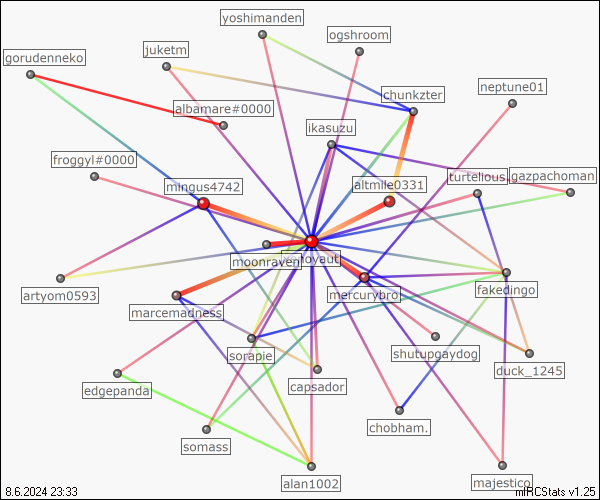 yoshimanden
ogshroom
juketm
gorudenneko
neptune01
chunkzter
albamare#0000
ikasuzu
froggyl#0000
mingus4742
altmile0331
turtellous
gazpachoman
moonraven
mercurybro
fakedingo
artyom0593
marcemadness
sorapie
shutupgaydog
duck_1245
edgepanda
capsador
chobham.
somass
alan1002
majestico
8.6.2024 23:33
mIRCStats v1.25